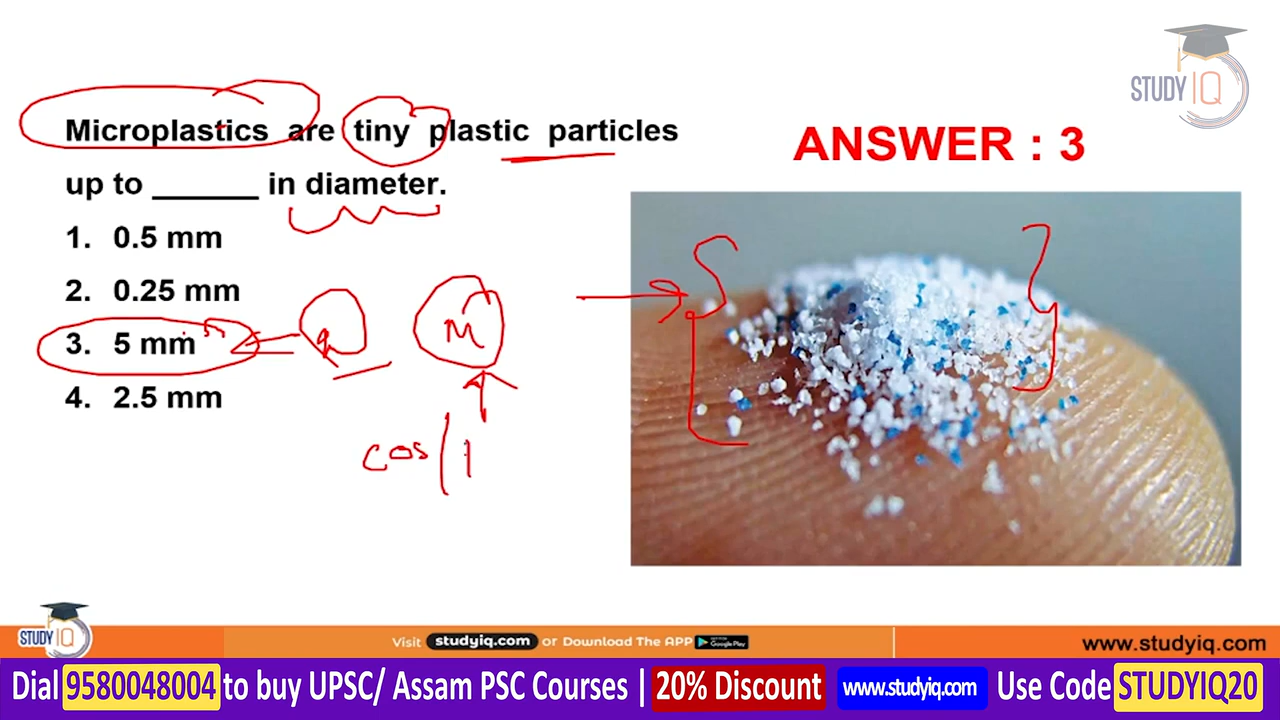 STUDY IQ
Microplastics are tiny plastic particles
up to ______ in diameter.
ANSWER : 3
1. 0.5 mm
2. 0.25 mm
3. 5 mm
4. 2.5 mm
M
cos
STUDY IQ
Visit studyiq.com or Download The APP Google Play
www.studyiq.com
Dial 9580048004 to buy UPSC/ Assam PSC Courses | 20% Discount www.studyiq.com Use Code STUDYIQ20